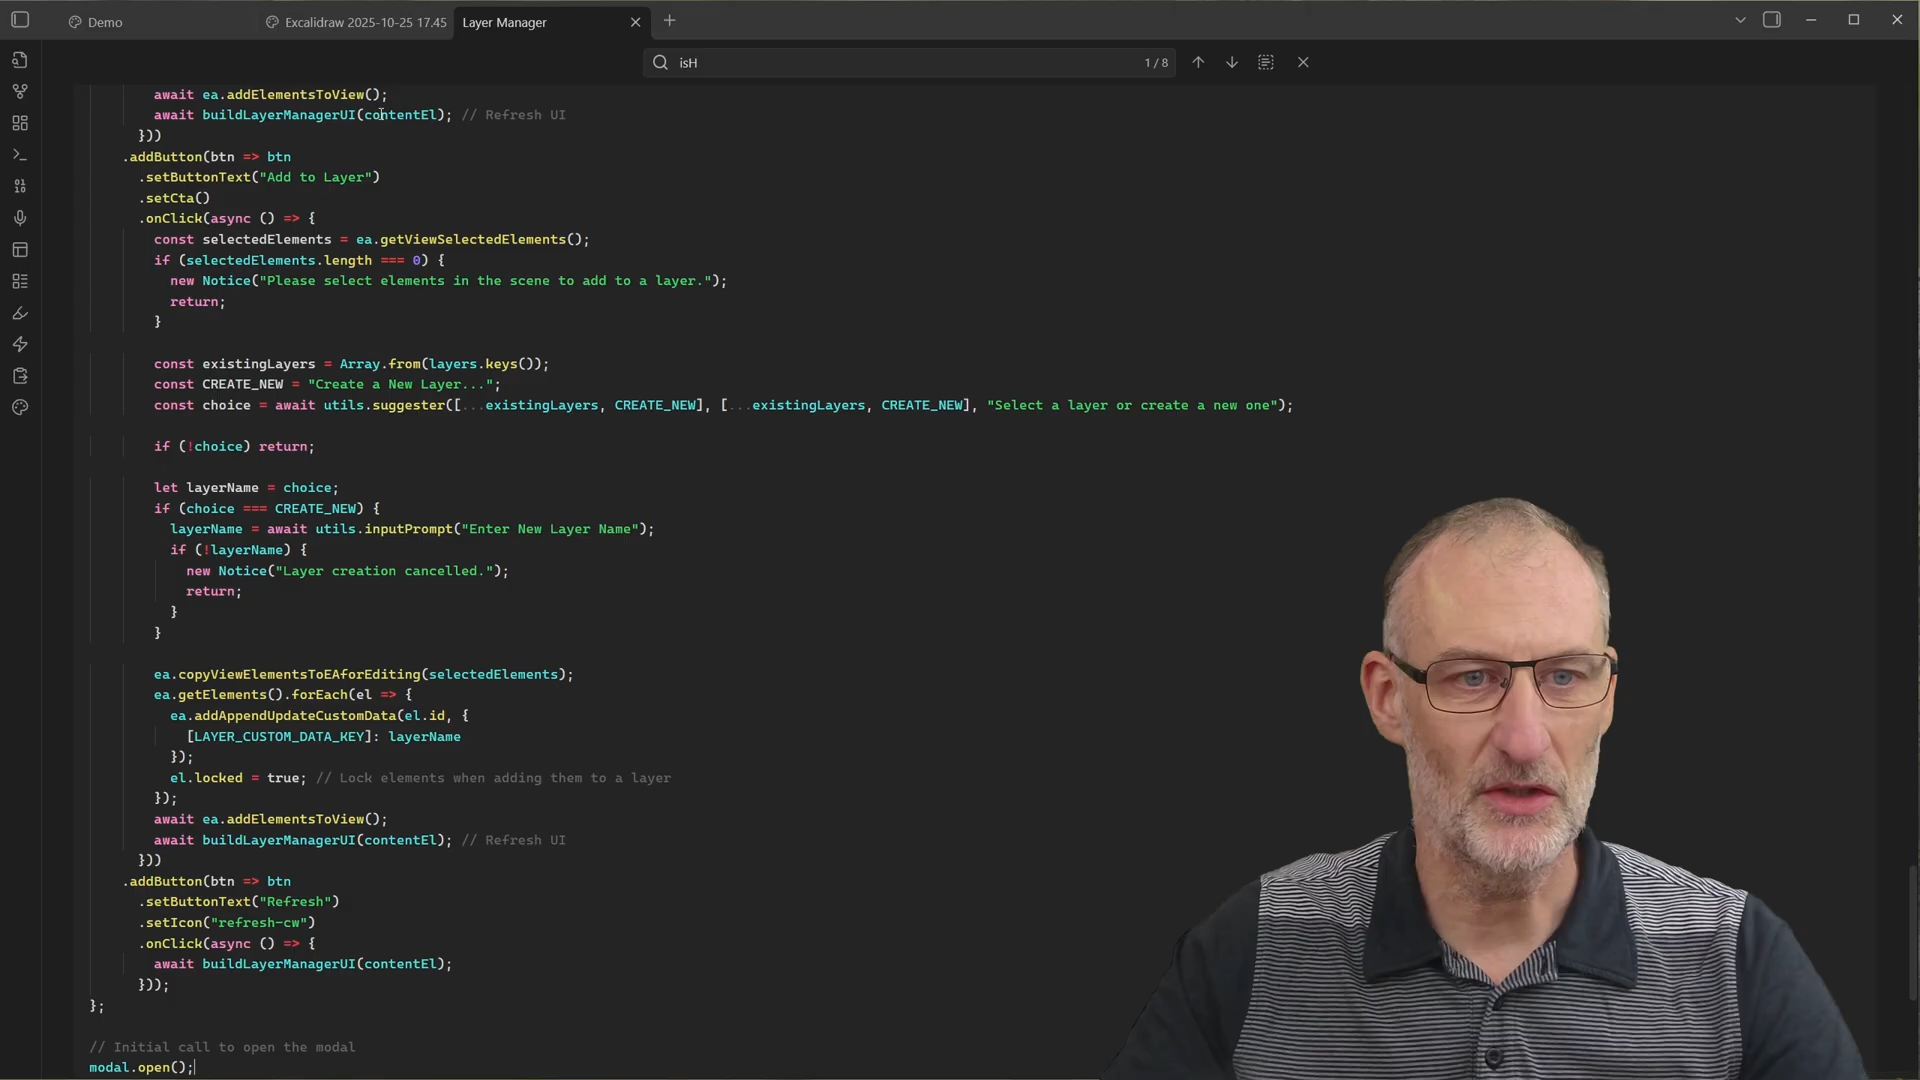 Demo
Excalidraw 2025-10-25 17.45
Layer Manager
isH
1 / 8
await ea.addElementsToView();
await buildLayerManagerUI(contentEl); // Refresh UI
}))
.addButton(btn => btn
.setButtonText("Add to Layer")
.setCta()
.onClick(async () => {
const selectedElements = ea.getViewSelectedElements();
if (selectedElements.length === 0) {
new Notice("Please select elements in the scene to add to a layer.");
return;
}
const existingLayers = Array.from(layers.keys());
const CREATE_NEW = "Create a New Layer...";
const choice = await utils.suggester([...existingLayers, CREATE_NEW], [...existingLayers, CREATE_NEW], "Select a layer or create a new one");
if (!choice) return;
let layerName = choice;
if (choice === CREATE_NEW) {
layerName = await utils.inputPrompt("Enter New Layer Name");
if (!layerName) {
new Notice("Layer creation cancelled.");
return;
}
}
ea.copyViewElementsToEAforEditing(selectedElements);
ea.getElements().forEach(el => {
ea.addAppendUpdateCustomData(el.id, {
[LAYER_CUSTOM_DATA_KEY]: layerName
});
el.locked = true; // Lock elements when adding them to a layer
});
await ea.addElementsToView();
await buildLayerManagerUI(contentEl); // Refresh UI
}))
.addButton(btn => btn
.setButtonText("Refresh")
.setIcon("refresh-cw")
.onClick(async () => {
await buildLayerManagerUI(contentEl);
}));
};
// Initial call to open the modal
modal.open();